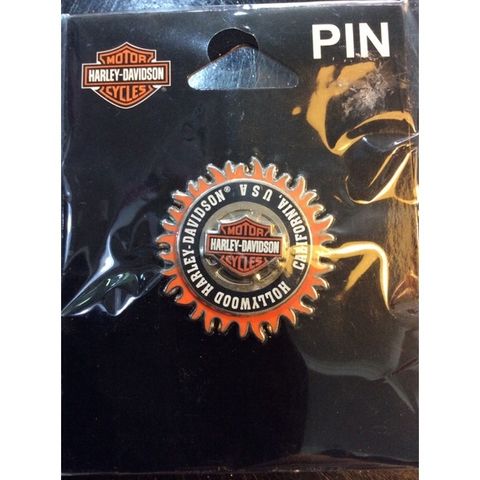 MOTOR
HARLEY-DAVIDSON
CYCLES®
PIN
HOLLYWOOD HARLEY-DAVIDSON®
CALIFORNIA, USA
MOTOR
HARLEY-DAVIDSON
CYCLES